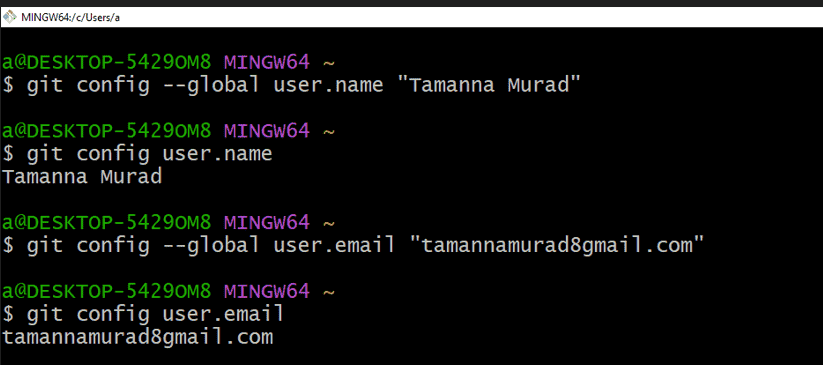 MINGW64:/c/Users/a
a@DESKTOP-5429OM8 MINGW64 ~
$ git config --global user.name "Tamanna Murad"
a@DESKTOP-5429OM8 MINGW64 ~
$ git config user.name
Tamanna Murad
a@DESKTOP-5429OM8 MINGW64 ~
$ git config --global user.email "tamannamurad8gmail.com"
a@DESKTOP-5429OM8 MINGW64 ~
$ git config user.email
tamannamurad8gmail.com